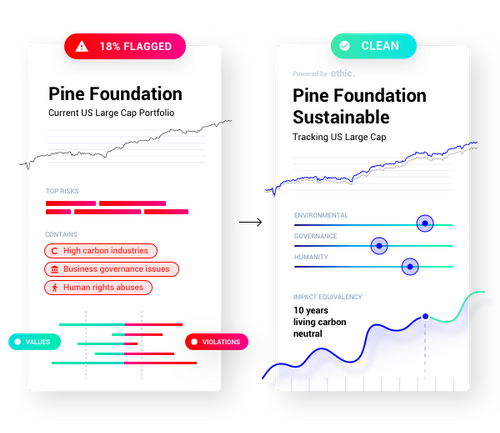 18% FLAGGED
Pine Foundation
Current US Large Cap Portfolio
TOP RISKS
CONTAINS
High carbon industries
Business governance issues
Human rights abuses
VALUES
VIOLATIONS
CLEAN
Powered by ethic.
Pine Foundation
Sustainable
Tracking US Large Cap
ENVIRONMENTAL
GOVERNANCE
HUMANITY
IMPACT EQUIVALENCY
10 years
living carbon
neutral